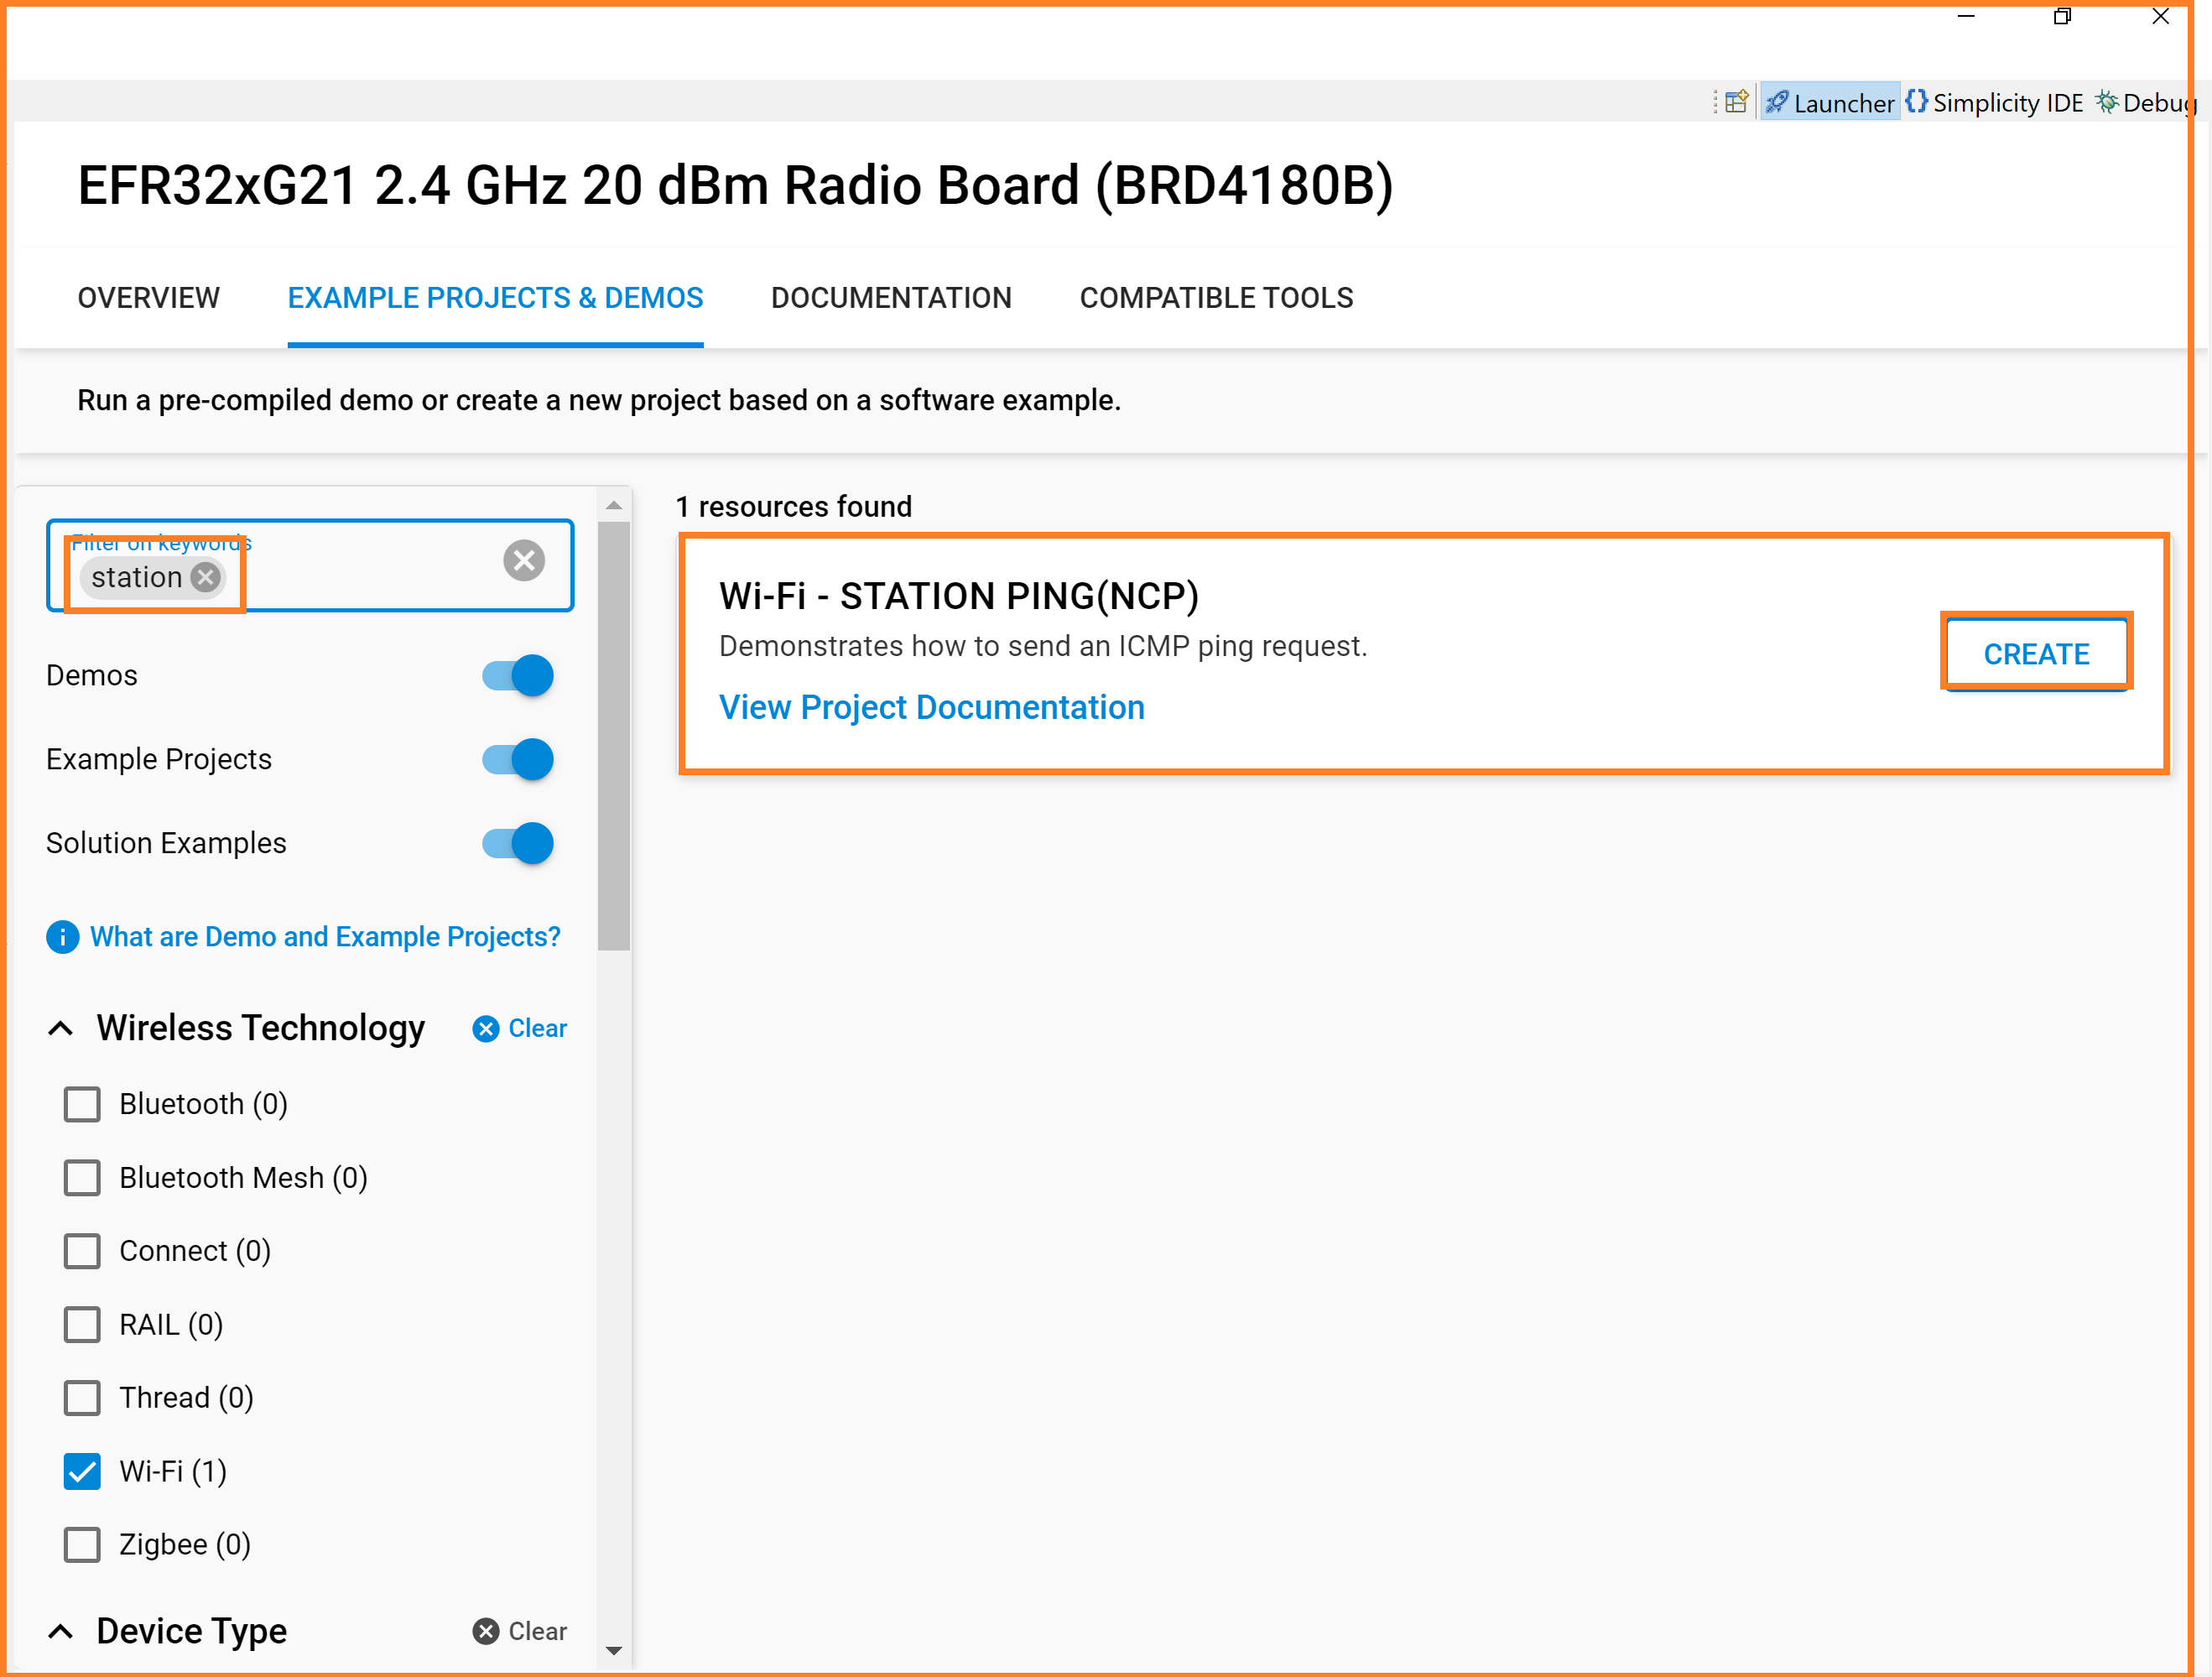 Launcher Simplicity IDE Debug
EFR32xG21 2.4 GHz 20 dBm Radio Board (BRD4180B)
OVERVIEW EXAMPLE PROJECTS & DEMOS DOCUMENTATION COMPATIBLE TOOLS
Run a pre-compiled demo or create a new project based on a software example.
Filter on keywords
station
Demos
Example Projects
Solution Examples
What are Demo and Example Projects?
Wireless Technology Clear
Bluetooth (0)
Bluetooth Mesh (0)
Connect (0)
RAIL (0)
Thread (0)
Wi-Fi (1)
Zigbee (0)
Device Type Clear
1 resources found
Wi-Fi - STATION PING(NCP)
Demonstrates how to send an ICMP ping request.
View Project Documentation
CREATE